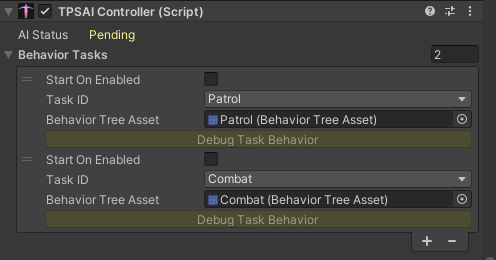 TPSAI Controller (Script)
AI Status Pending
Behavior Tasks 2
Start On Enabled
Task ID Patrol
Behavior Tree Asset Patrol (Behavior Tree Asset)
Debug Task Behavior
Start On Enabled
Task ID Combat
Behavior Tree Asset Combat (Behavior Tree Asset)
Debug Task Behavior